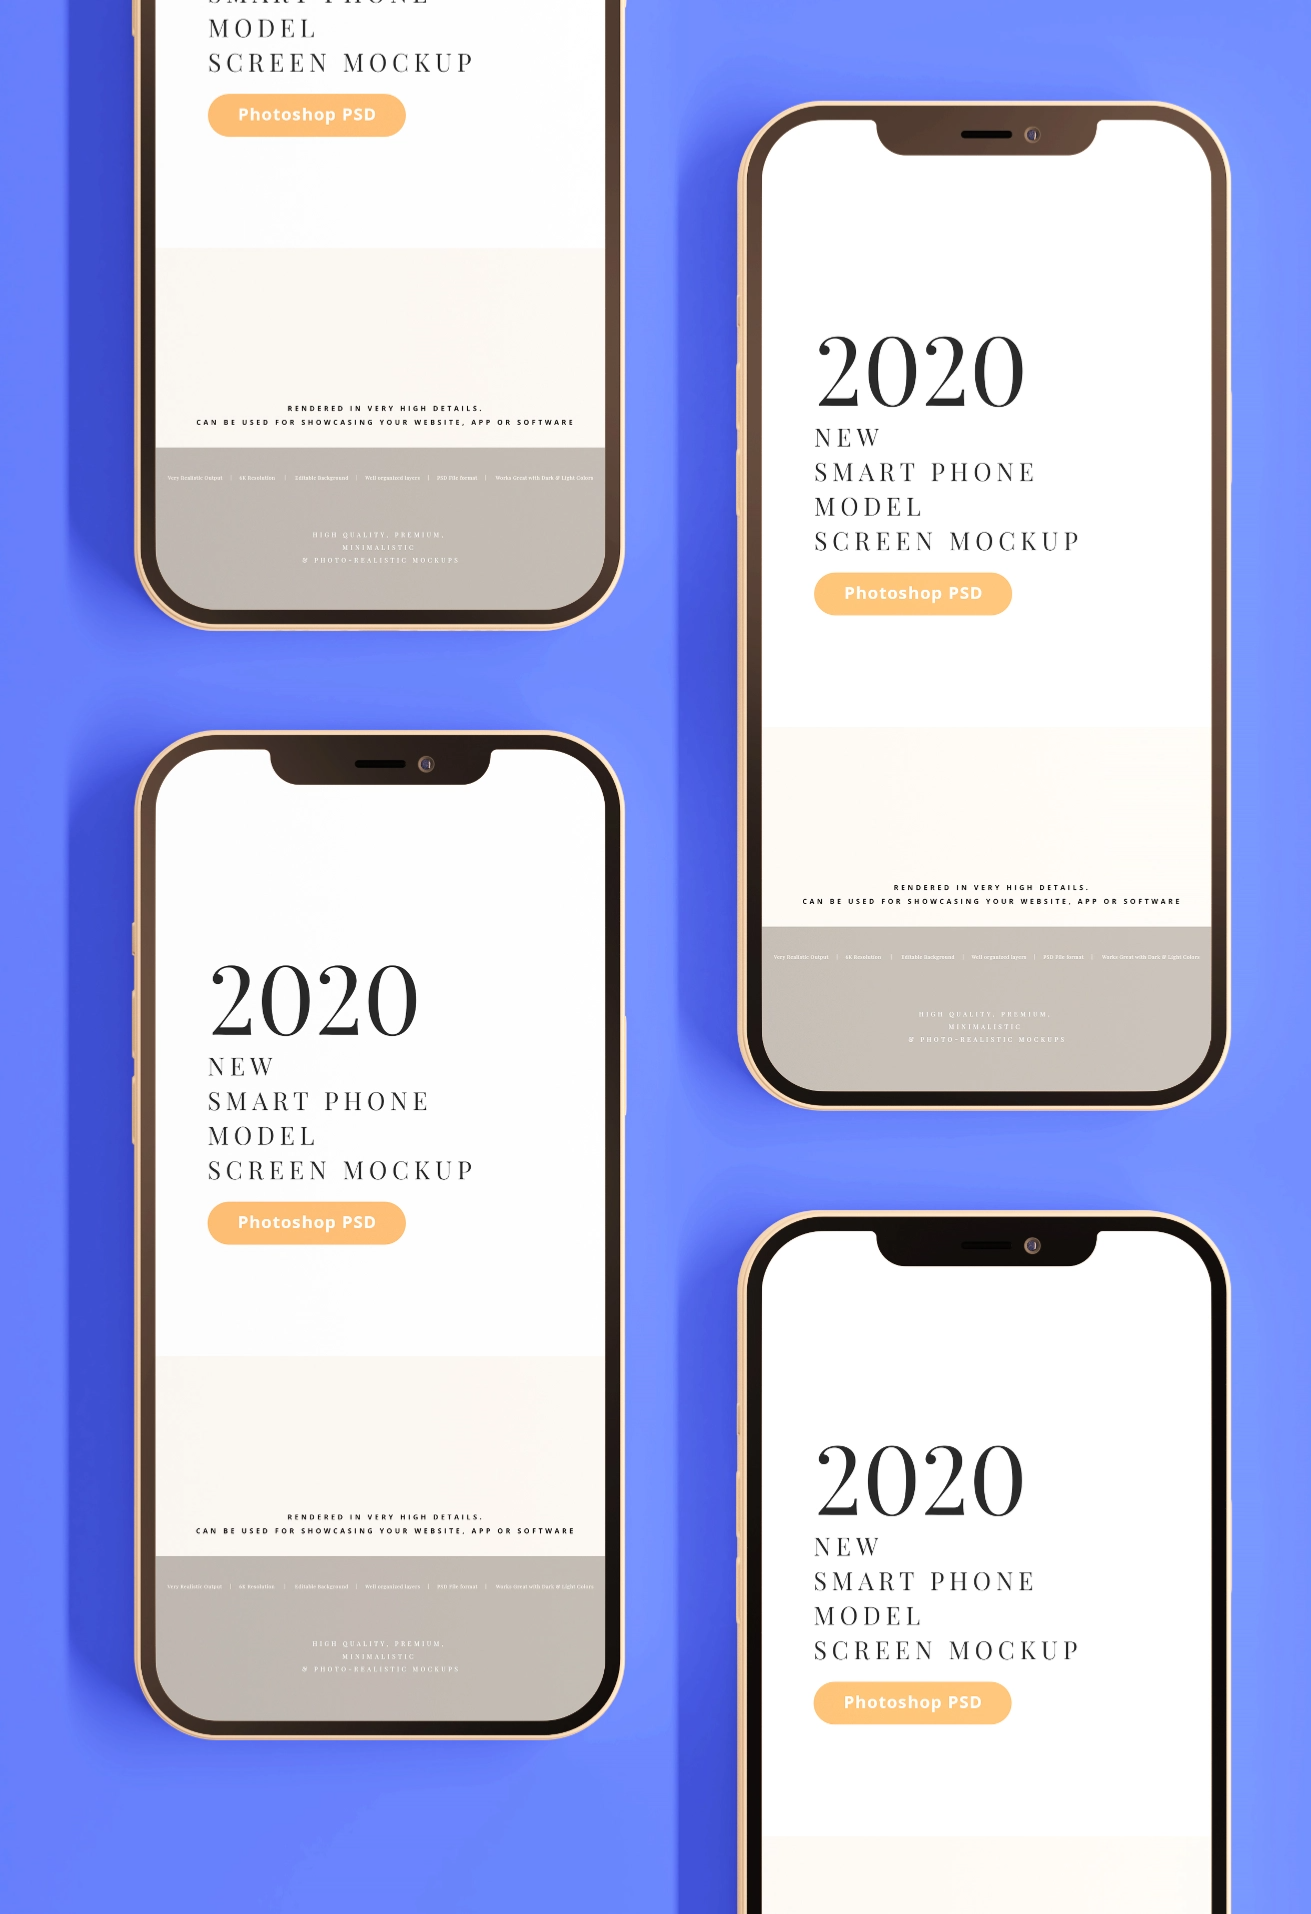 MODEL
SCREEN MOCKUP
Photoshop PSD
RENDERED IN VERY HIGH DETAILS.
CAN BE USED FOR SHOWCASING YOUR WEBSITE, APP OR SOFTWARE
Very Realistic Output | 6K Resolution | Editable Background | Well organized layers | PSD File format | Works Great with Dark & Light Colors
HIGH QUALITY, PREMIUM,
MINIMALISTIC
& PHOTO-REALISTIC MOCKUPS
2020
NEW
SMART PHONE
MODEL
SCREEN MOCKUP
Photoshop PSD
RENDERED IN VERY HIGH DETAILS.
CAN BE USED FOR SHOWCASING YOUR WEBSITE, APP OR SOFTWARE
Very Realistic Output | 6K Resolution | Editable Background | Well organized layers | PSD File format | Works Great with Dark & Light Colors
HIGH QUALITY, PREMIUM,
MINIMALISTIC
& PHOTO-REALISTIC MOCKUPS
2020
NEW
SMART PHONE
MODEL
SCREEN MOCKUP
Photoshop PSD
RENDERED IN VERY HIGH DETAILS.
CAN BE USED FOR SHOWCASING YOUR WEBSITE, APP OR SOFTWARE
Very Realistic Output | 6K Resolution | Editable Background | Well organized layers | PSD File format | Works Great with Dark & Light Colors
HIGH QUALITY, PREMIUM,
MINIMALISTIC
& PHOTO-REALISTIC MOCKUPS
2020
NEW
SMART PHONE
MODEL
SCREEN MOCKUP
Photoshop PSD